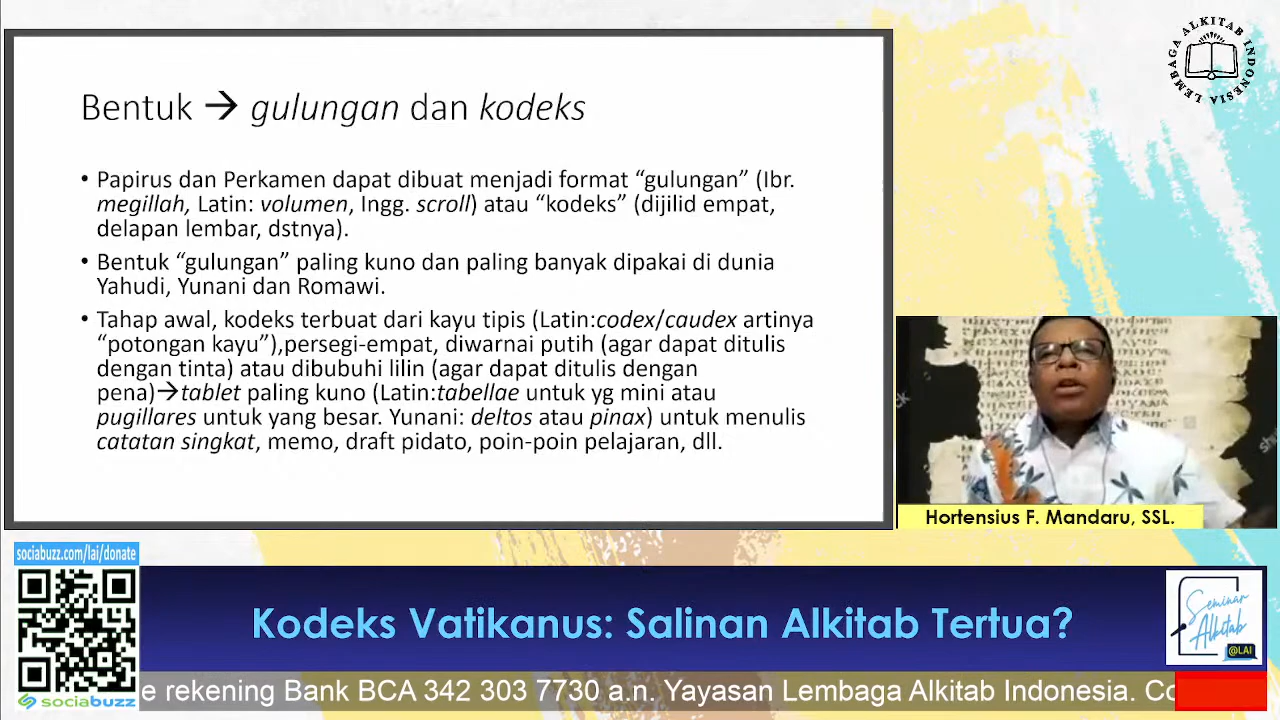 Bentuk → gulungan dan kodeks
• Papirus dan Perkamen dapat dibuat menjadi format “gulungan” (Ibr.
megillah, Latin: volumen, Ingg. scroll) atau “kodeks” (dijilid empat,
delapan lembar, dstnya).
• Bentuk “gulungan” paling kuno dan paling banyak dipakai di dunia
Yahudi, Yunani dan Romawi.
• Tahap awal, kodeks terbuat dari kayu tipis (Latin:codex/caudex artinya
“potongan kayu”),persegi-empat, diwarnai putih (agar dapat ditulis
dengan tinta) atau dibubuhi lilin (agar dapat ditulis dengan
pena)→tablet paling kuno (Latin:tabellae untuk yg mini atau
pugillares untuk yang besar. Yunani: deltos atau pinax) untuk menulis
catatan singkat, memo, draft pidato, poin-poin pelajaran, dll.
LEMBAGA ALKITAB INDONESIA
Hortensius F. Mandaru, SSL.
sociabuzz.com/lai/donate
Kodeks Vatikanus: Salinan Alkitab Tertua?
Seminar
Alkitab
@LAI
sociabuzz
e rekening Bank BCA 342 303 7730 a.n. Yayasan Lembaga Alkitab Indonesia. Co